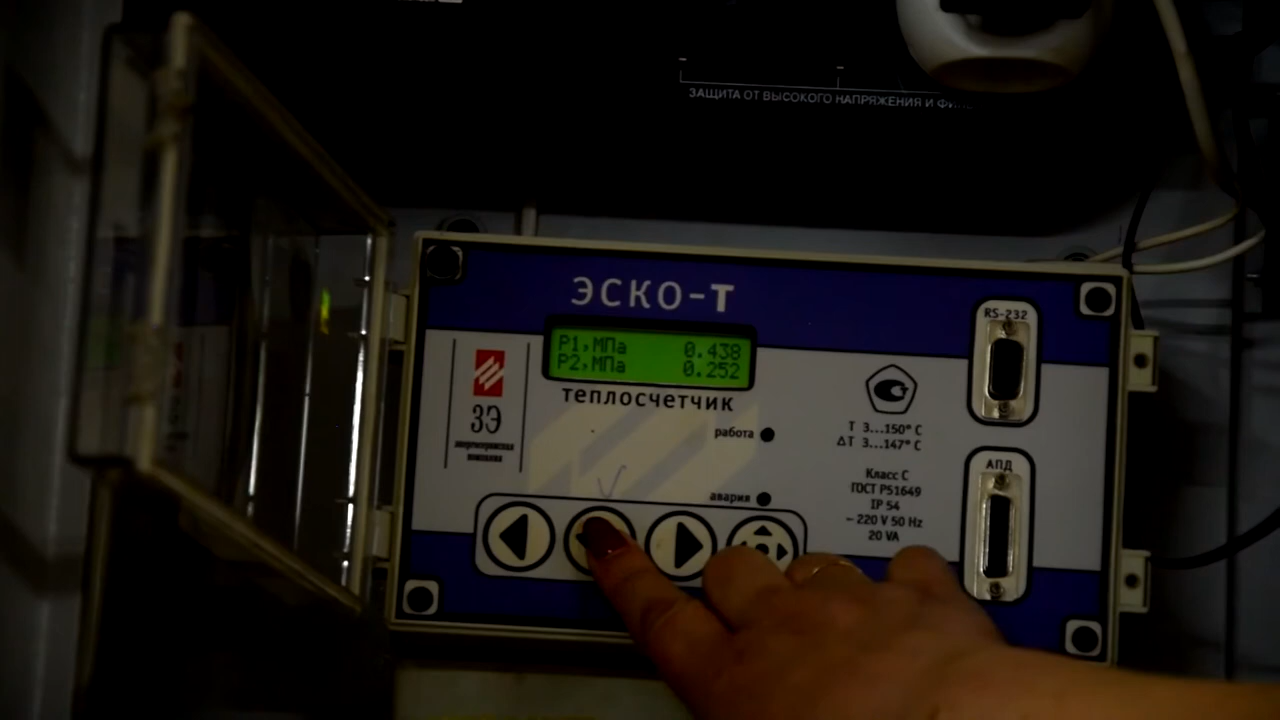 ЗАЩИТА ОТ ВЫСОКОГО НАПРЯЖЕНИЯ И
ЭСКО-Т
RS-232
P1,МПа 0.438
P2,МПа 0.252
теплосчетчик
ЗЭ
работа
T 3...150° C
ΔT 3...147° C
АПД
Класс С
ГОСТ Р51649
IP 54
~ 220 V 50 Hz
20 VA
авария